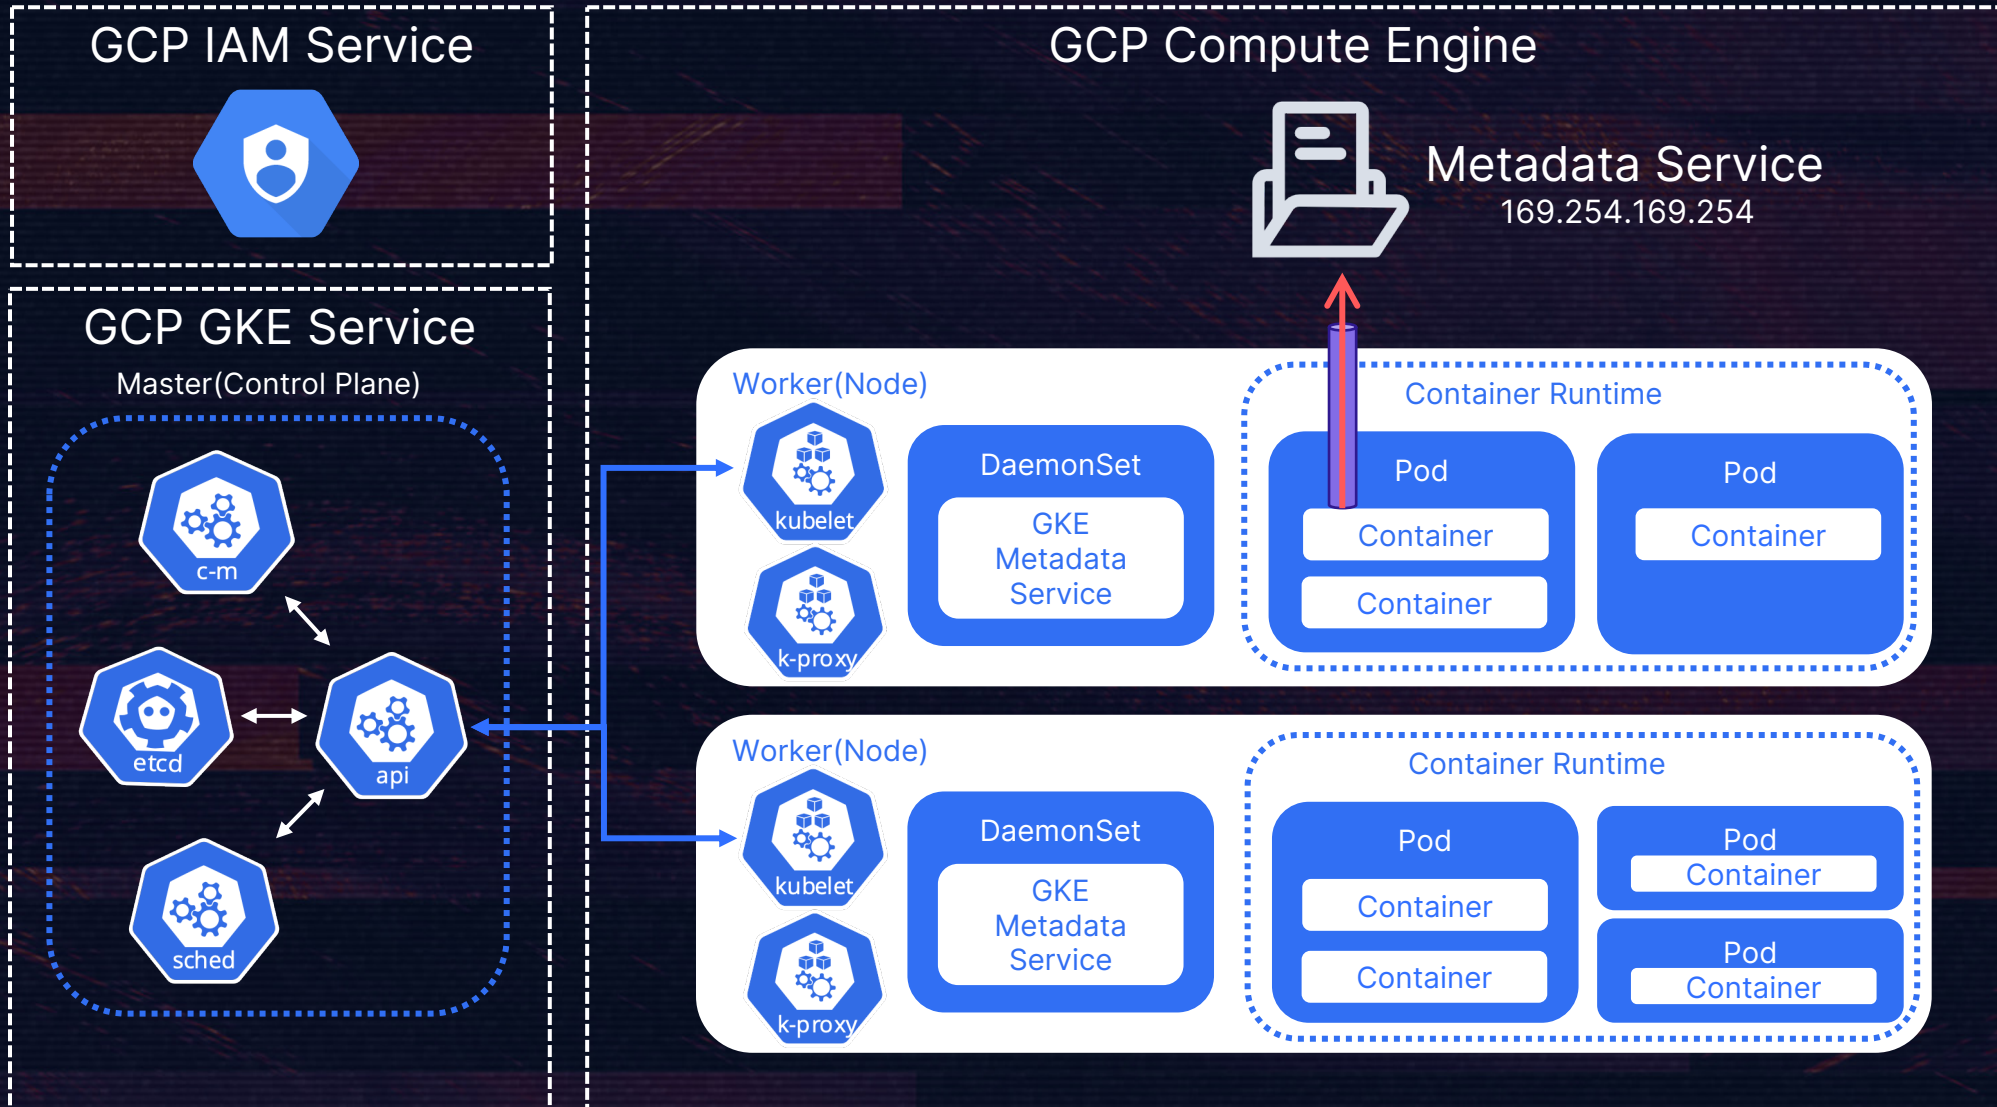 GCP IAM Service
GCP GKE Service
Master(Control Plane)
c-m
etcd
api
sched
GCP Compute Engine
Metadata Service
169.254.169.254
Worker(Node)
kubelet
k-proxy
DaemonSet
GKE
Metadata
Service
Container Runtime
Pod
Container
Container
Pod
Container
Worker(Node)
kubelet
k-proxy
DaemonSet
GKE
Metadata
Service
Container Runtime
Pod
Container
Container
Pod
Container
Pod
Container